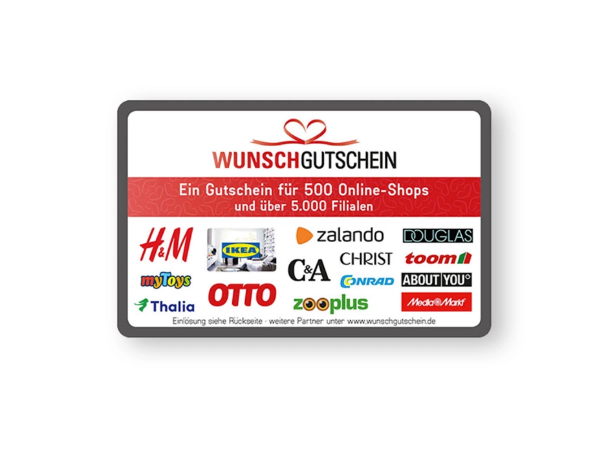 WUNSCHGUTSCHEIN
Ein Gutschein für 500 Online-Shops
und über 5.000 Filialen
H&M
IKEA
zalando
DOUGLAS
C&A
CHRIST
toom
myToys
OTTO
CONRAD
ABOUT YOU°
Thalia
zooplus
MediaMarkt
Einlösung siehe Rückseite · weitere Partner unter www.wunschgutschein.de